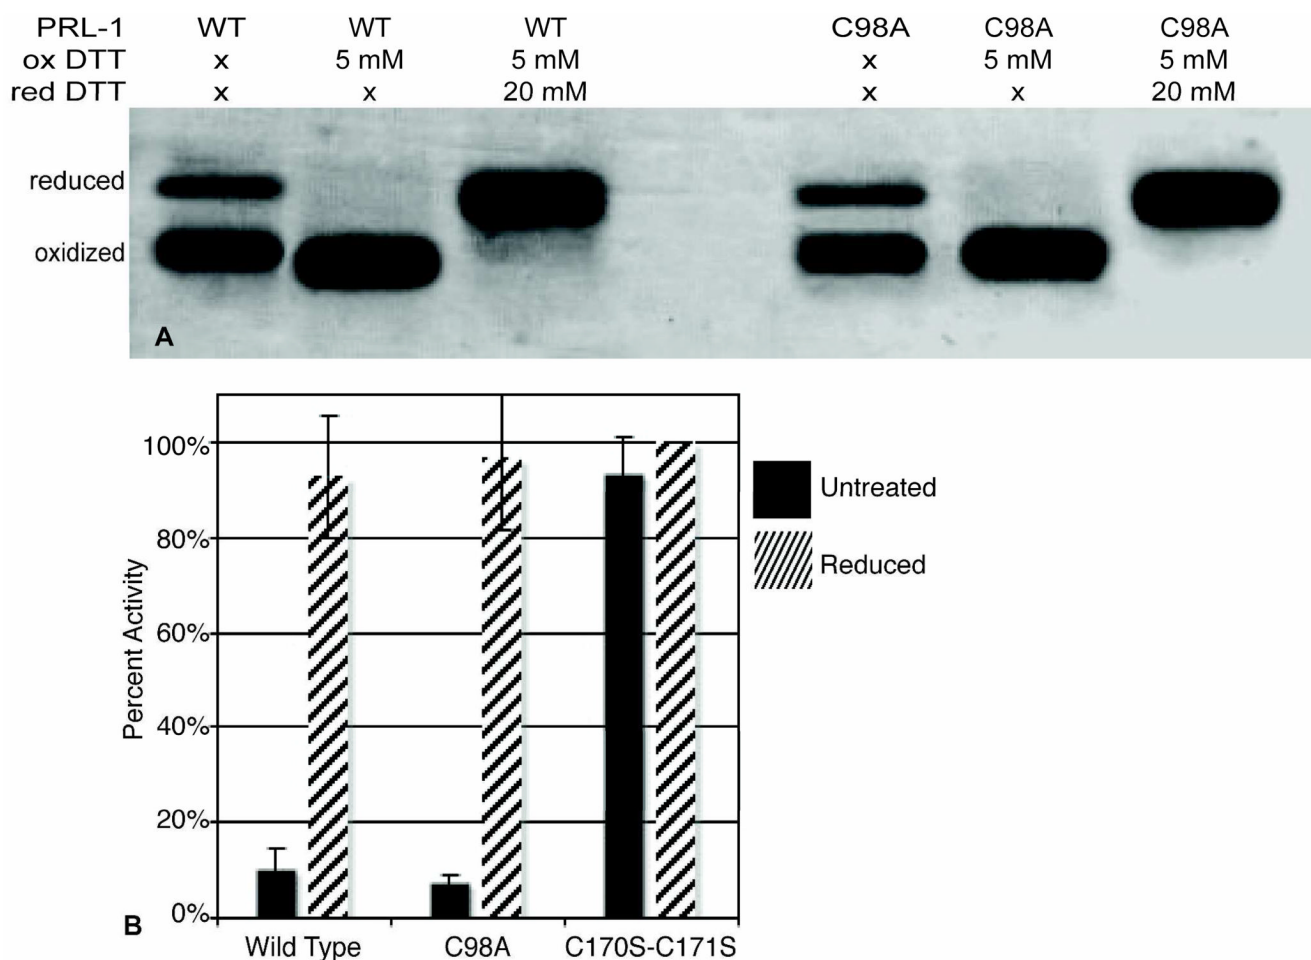 PRL-1 WT WT WT C98A C98A C98A
ox DTT x 5 mM 5 mM x 5 mM 5 mM
red DTT x x 20 mM x x 20 mM
reduced
oxidized
A
100%
80%
60%
40%
20%
0%
Percent Activity
Untreated
Reduced
B
Wild Type C98A C170S-C171S